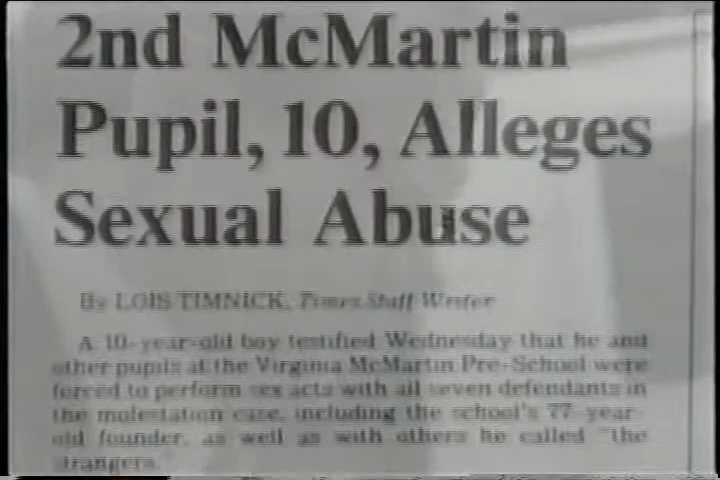 2nd McMartin
Pupil, 10, Alleges
Sexual Abuse
By LOIS TIMNICK, Times Staff Writer
A 10-year-old boy testified Wednesday that he and
other pupils at the Virginia McMartin Pre-School were
forced to perform sex acts with all seven defendants in
the molestation case, including the school's 77-year-
old founder, as well as with others he called "the
strangers."